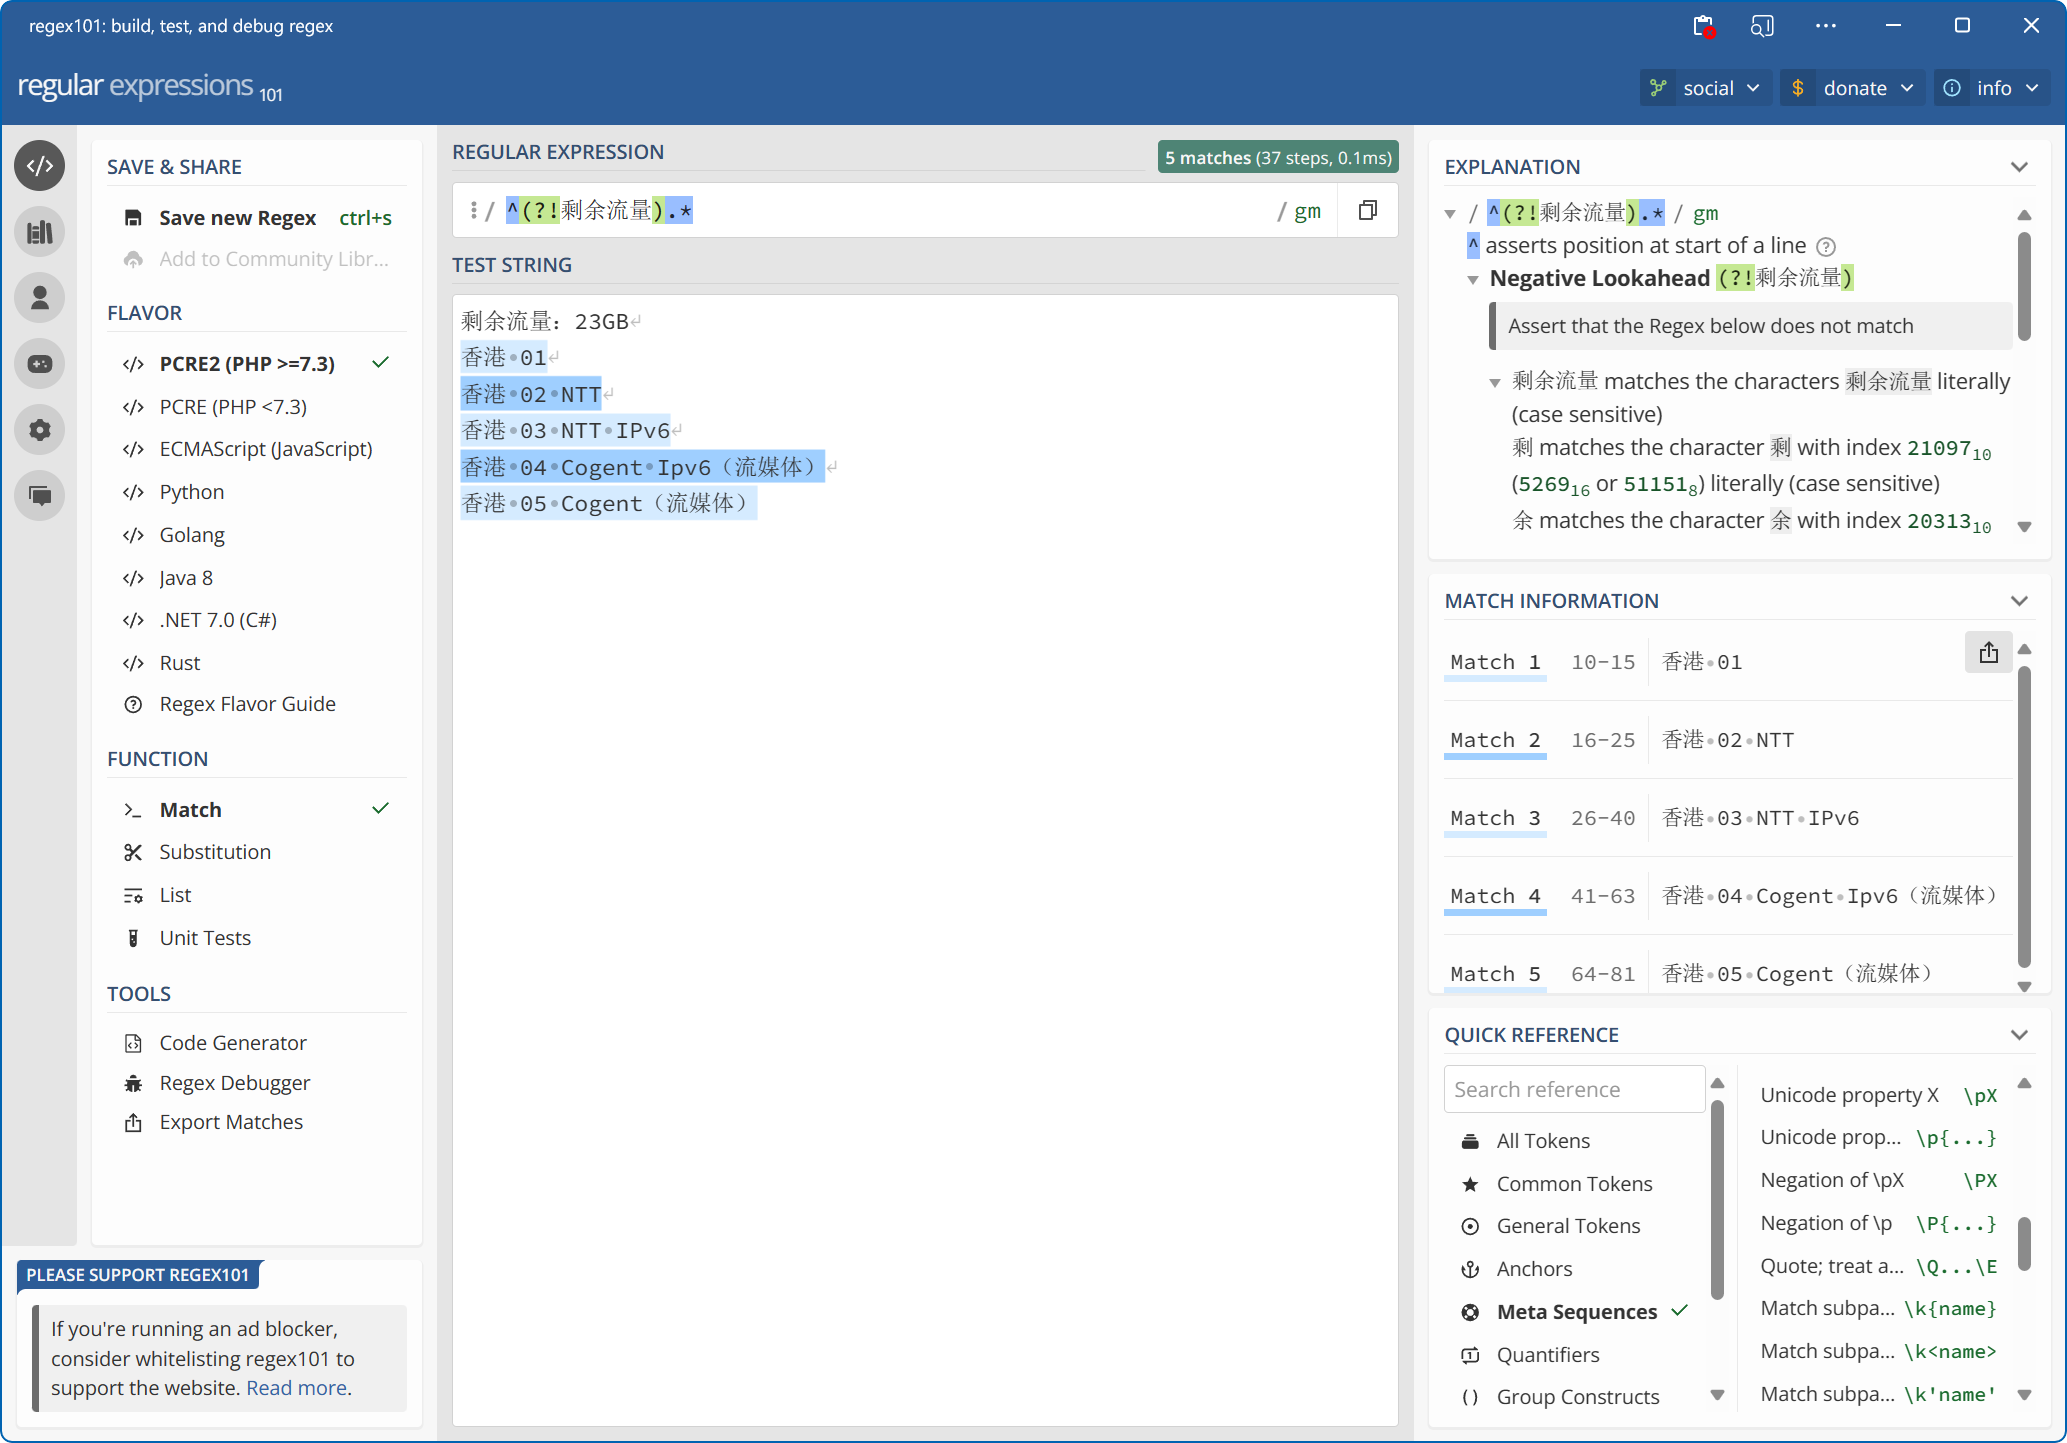 regex101: build, test, and debug regex
regular expressions 101
social
donate
info
SAVE & SHARE
Save new Regex ctrl+s
Add to Community Libr...
FLAVOR
PCRE2 (PHP >=7.3)
PCRE (PHP <7.3)
ECMAScript (JavaScript)
Python
Golang
Java 8
.NET 7.0 (C#)
Rust
Regex Flavor Guide
FUNCTION
Match
Substitution
List
Unit Tests
TOOLS
Code Generator
Regex Debugger
Export Matches
PLEASE SUPPORT REGEX101
If you're running an ad blocker,
consider whitelisting regex101 to
support the website. Read more.
REGULAR EXPRESSION
5 matches (37 steps, 0.1ms)
/ ^(?!剩余流量).* / gm
TEST STRING
剩余流量：23GB↵
香港•01↵
香港•02•NTT↵
香港•03•NTT•IPv6↵
香港•04•Cogent•Ipv6（流媒体）↵
香港•05•Cogent（流媒体）
EXPLANATION
/ ^(?!剩余流量).* / gm
^ asserts position at start of a line
Negative Lookahead (?!剩余流量)
Assert that the Regex below does not match
剩余流量 matches the characters 剩余流量 literally
(case sensitive)
剩 matches the character 剩 with index 21097₁₀
(5269₁₆ or 51151₈) literally (case sensitive)
余 matches the character 余 with index 20313₁₀
MATCH INFORMATION
Match 1 10-15 香港•01
Match 2 16-25 香港•02•NTT
Match 3 26-40 香港•03•NTT•IPv6
Match 4 41-63 香港•04•Cogent•Ipv6（流媒体）
Match 5 64-81 香港•05•Cogent（流媒体）
QUICK REFERENCE
Search reference
All Tokens
Common Tokens
General Tokens
Anchors
Meta Sequences
Quantifiers
( ) Group Constructs
Unicode property X \pX
Unicode prop... \p{...}
Negation of \pX \PX
Negation of \p \P{...}
Quote; treat a... \Q...\E
Match subpa... \k{name}
Match subpa... \k<name>
Match subpa... \k'name'